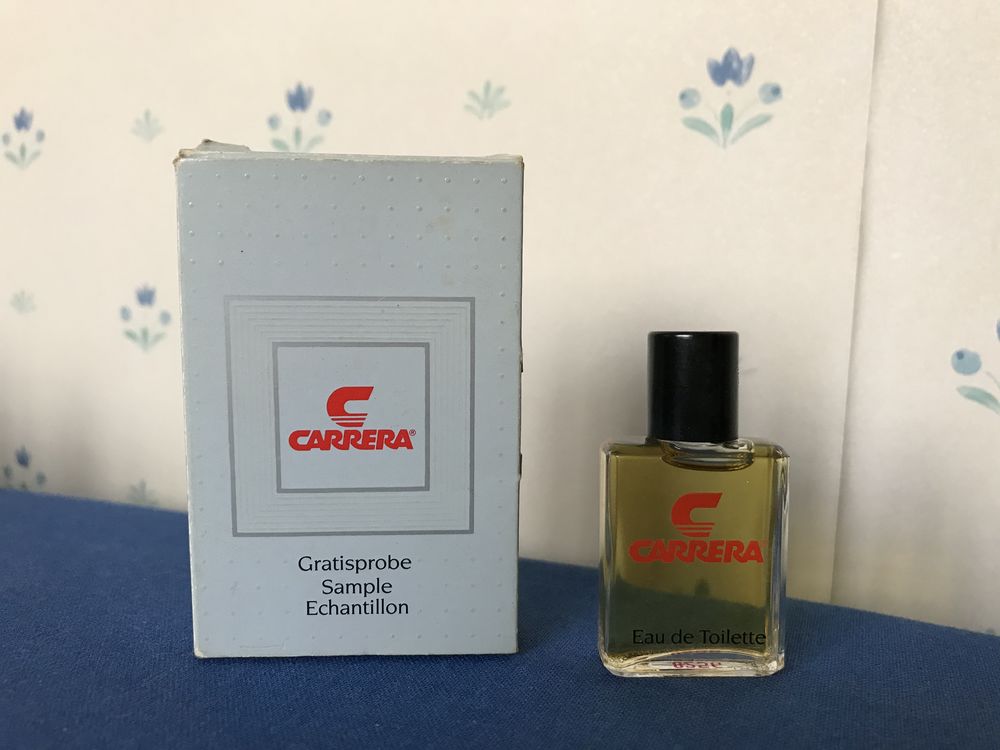 CARRERA®
Gratisprobe
Sample
Echantillon
CARRERA
Eau de Toilette